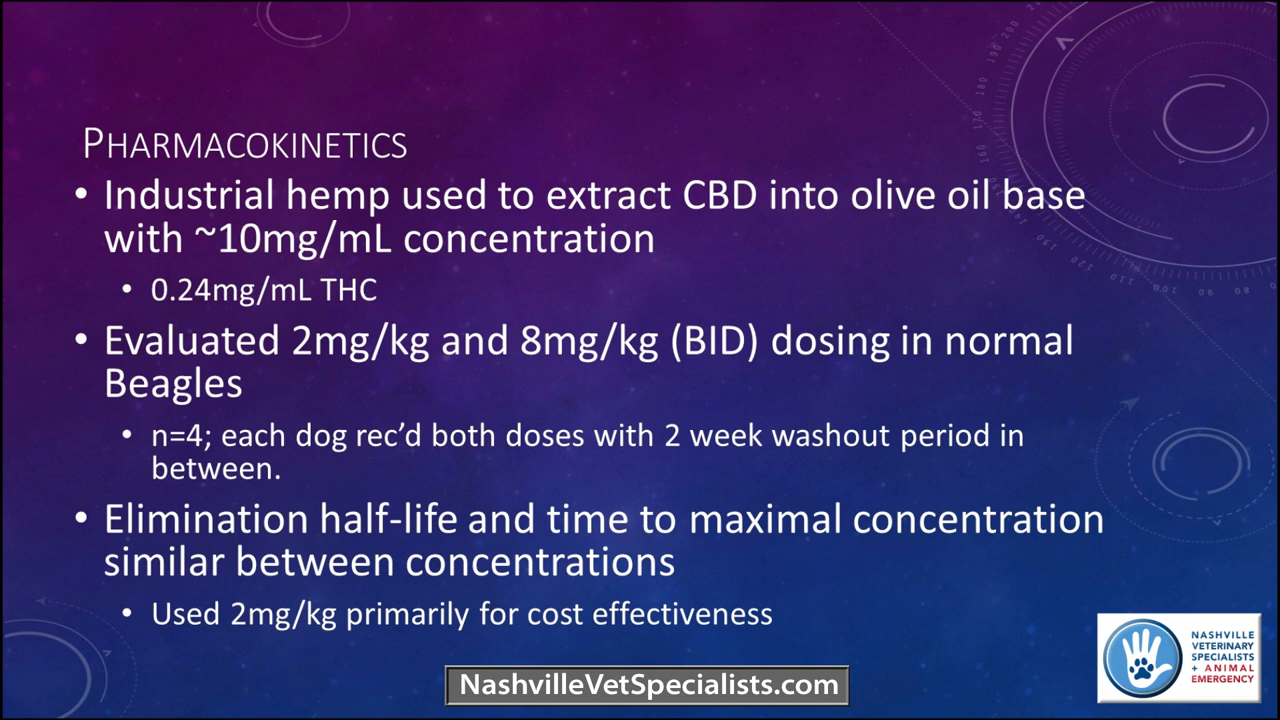 PHARMACOKINETICS
• Industrial hemp used to extract CBD into olive oil base
with ~10mg/mL concentration
• 0.24mg/mL THC
• Evaluated 2mg/kg and 8mg/kg (BID) dosing in normal
Beagles
• n=4; each dog rec’d both doses with 2 week washout period in
between.
• Elimination half-life and time to maximal concentration
similar between concentrations
• Used 2mg/kg primarily for cost effectiveness
NashvilleVetSpecialists.com
NASHVILLE
VETERINARY
SPECIALISTS
+ ANIMAL
EMERGENCY